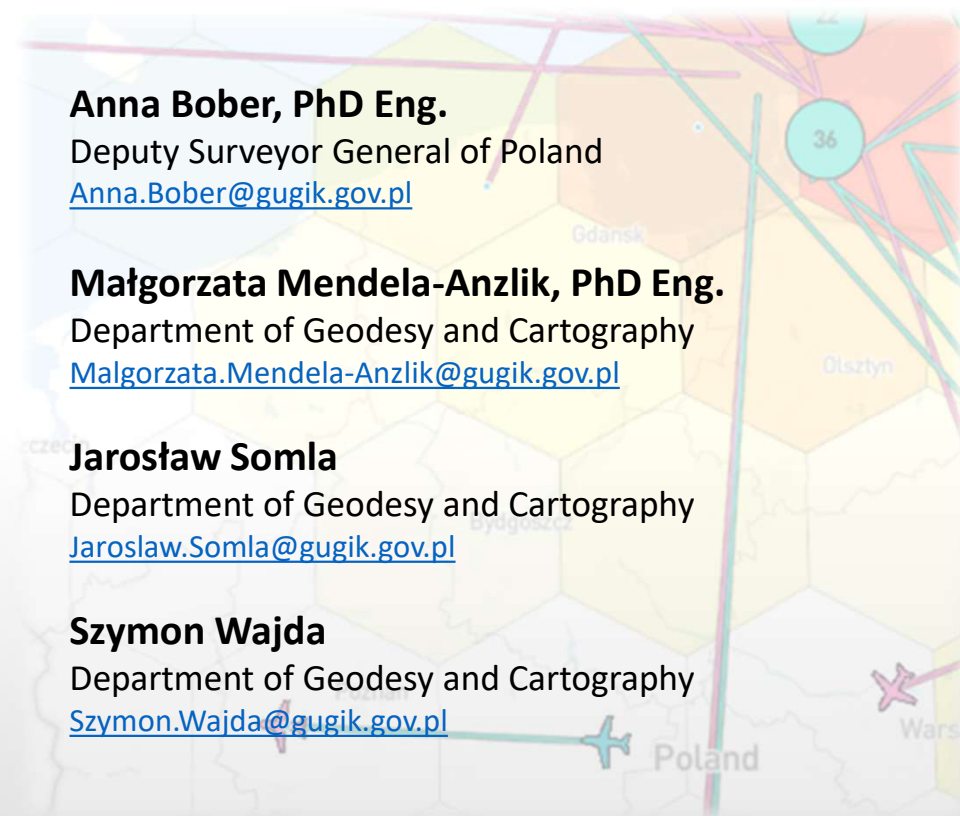 22
Anna Bober, PhD Eng.
Deputy Surveyor General of Poland
Anna.Bober@gugik.gov.pl
36
Gdańsk
Małgorzata Mendela-Anzlik, PhD Eng.
Department of Geodesy and Cartography
Malgorzata.Mendela-Anzlik@gugik.gov.pl
Olsztyn
Jarosław Somla
Department of Geodesy and Cartography
Bydgoszcz
Jaroslaw.Somla@gugik.gov.pl
Szymon Wajda
Department of Geodesy and Cartography
Poznań
Szymon.Wajda@gugik.gov.pl
Wars
Poland